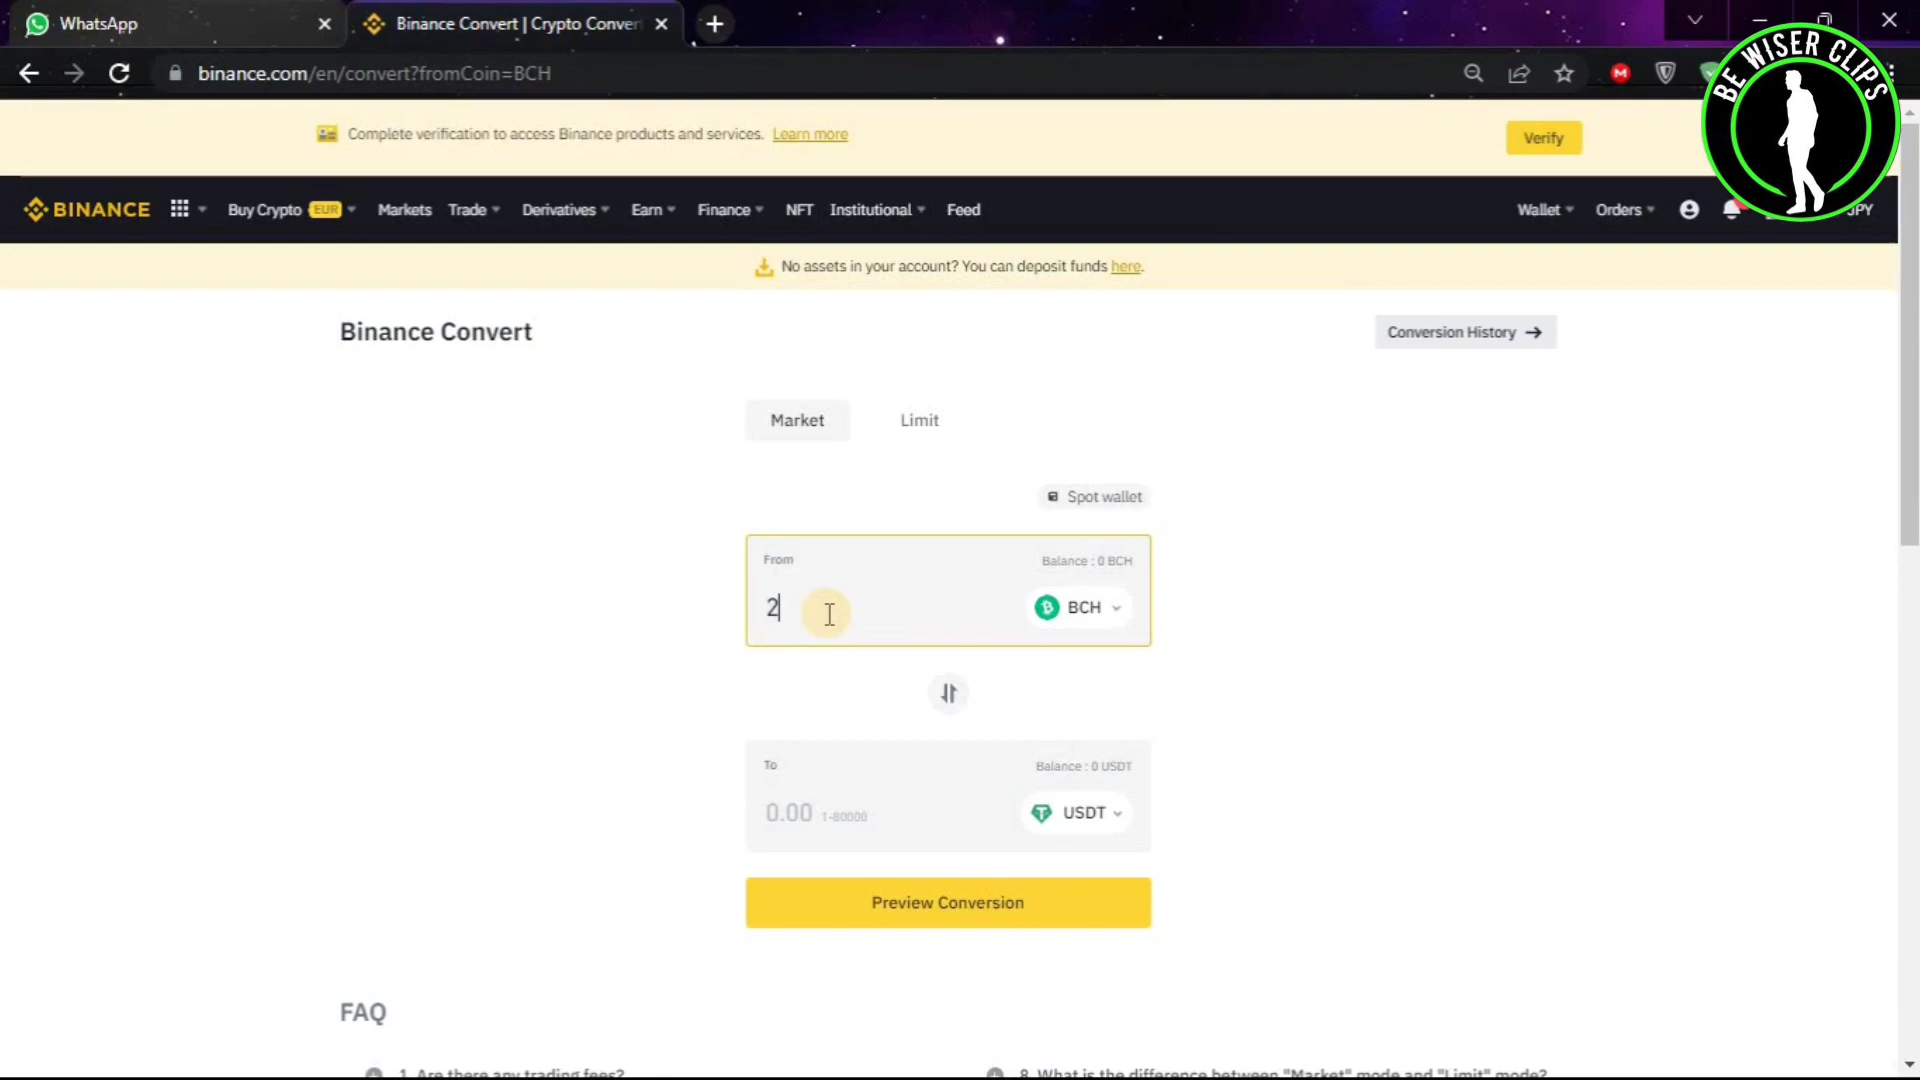 WhatsApp
Binance Convert | Crypto Conver
binance.com/en/convert?fromCoin=BCH
BE WISER CLIPS
Complete verification to access Binance products and services. Learn more
Verify
BINANCE Buy Crypto EUR Markets Trade Derivatives Earn Finance NFT Institutional Feed Wallet Orders JPY
No assets in your account? You can deposit funds here.
Binance Convert
Conversion History →
Market Limit
Spot wallet
From Balance : 0 BCH
2 BCH
To Balance : 0 USDT
0.00 1-80000 USDT
Preview Conversion
FAQ
1. Are there any trading fees?
8. What is the difference between "Market" mode and "Limit" mode?